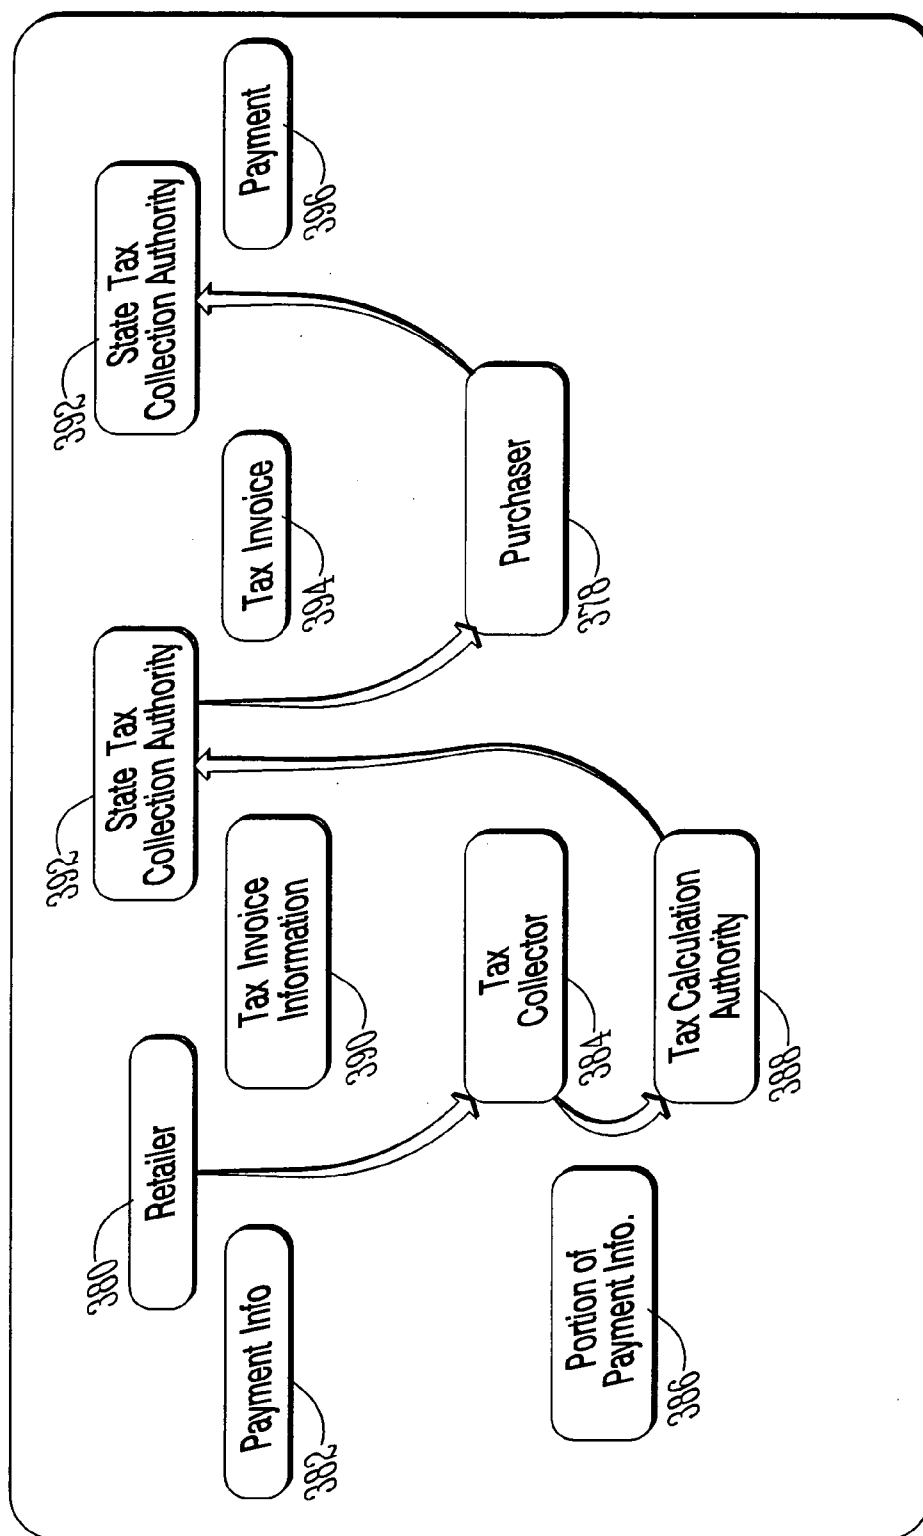 380
Retailer
392
State Tax
Collection Authority
392
State Tax
Collection Authority
382
Payment Info
390
Tax Invoice
Information
394
Tax Invoice
396
Payment
386
Portion of
Payment Info.
384
Tax
Collector
378
Purchaser
388
Tax Calculation
Authority